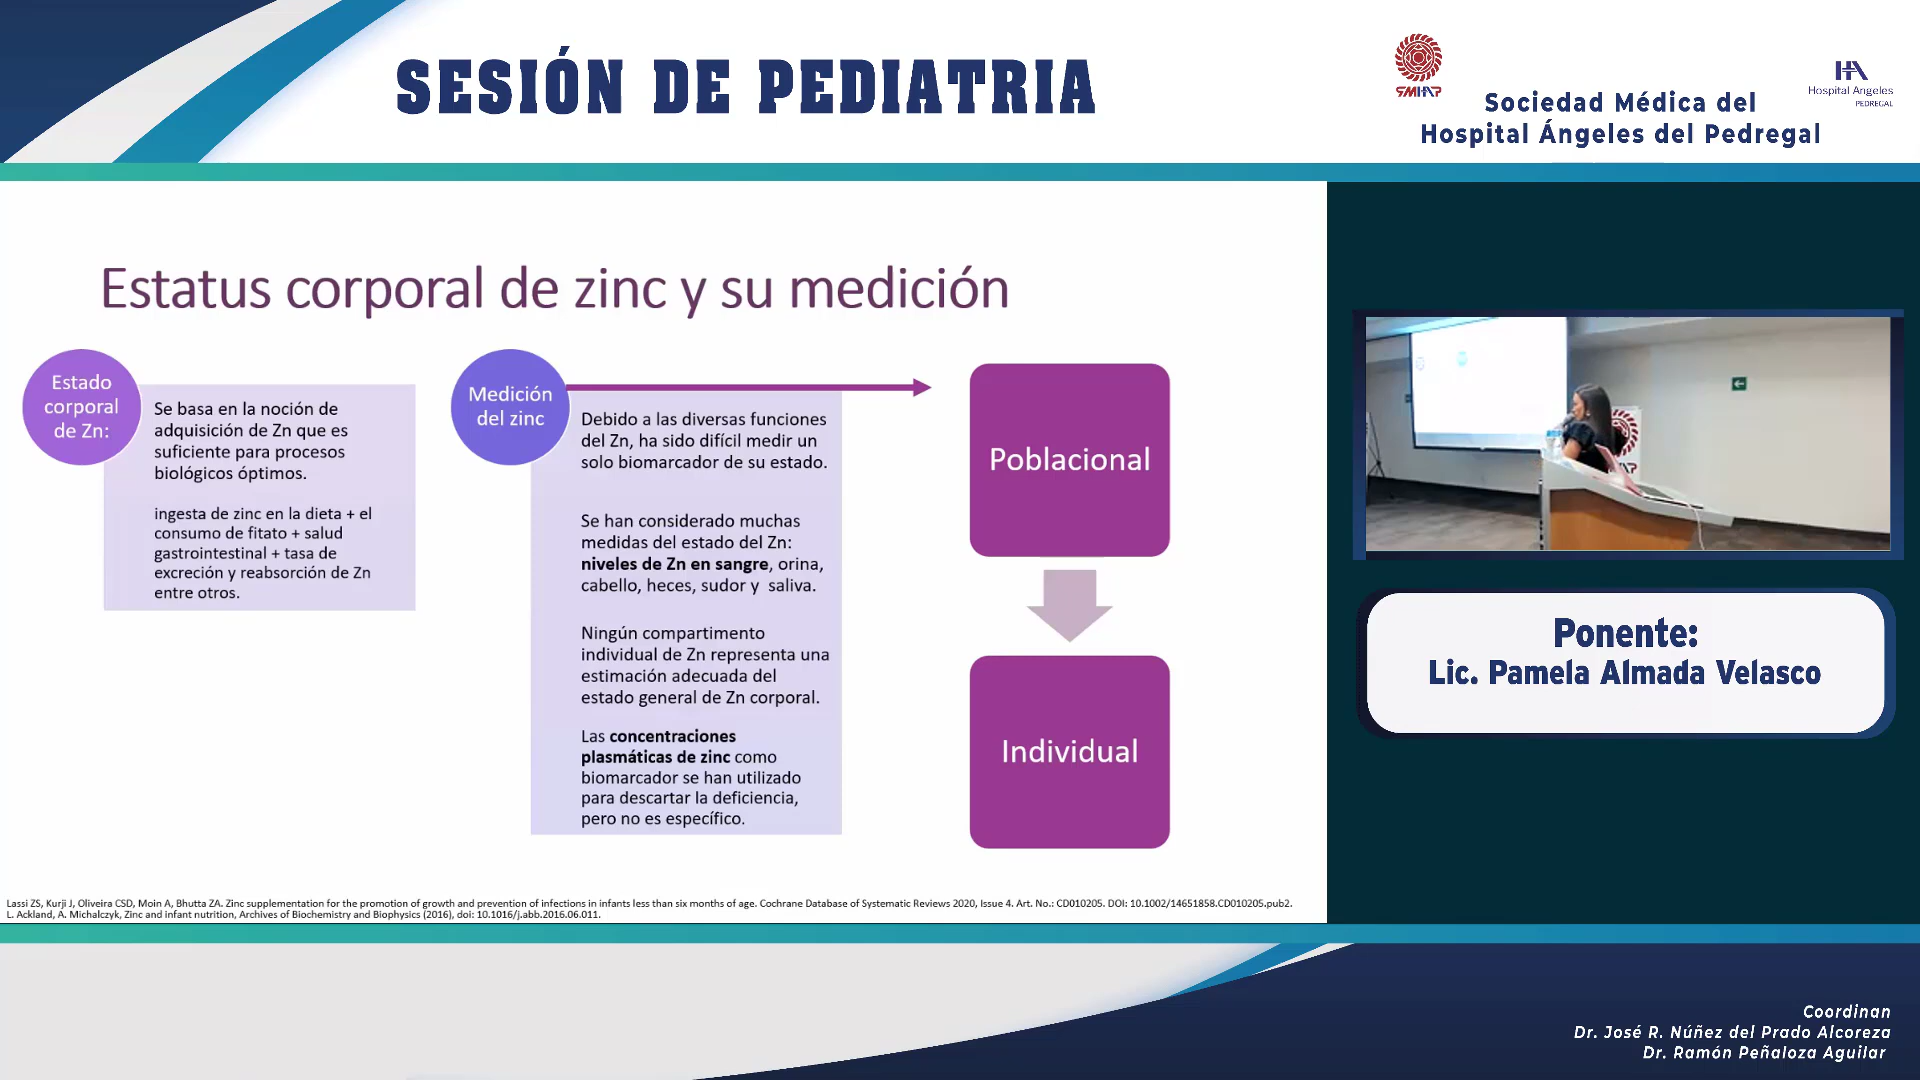 SESIÓN DE PEDIATRIA
SMHAP
Sociedad Médica del
Hospital Ángeles del Pedregal
HA
Hospital Angeles
PEDREGAL
Estatus corporal de zinc y su medición
Estado
corporal
de Zn:
Se basa en la noción de
adquisición de Zn que es
suficiente para procesos
biológicos óptimos.
ingesta de zinc en la dieta + el
consumo de fitato + salud
gastrointestinal + tasa de
excreción y reabsorción de Zn
entre otros.
Medición
del zinc
Debido a las diversas funciones
del Zn, ha sido difícil medir un
solo biomarcador de su estado.
Se han considerado muchas
medidas del estado del Zn:
niveles de Zn en sangre, orina,
cabello, heces, sudor y saliva.
Ningún compartimento
individual de Zn representa una
estimación adecuada del
estado general de Zn corporal.
Las concentraciones
plasmáticas de zinc como
biomarcador se han utilizado
para descartar la deficiencia,
pero no es específico.
Poblacional
Individual
Lassi ZS, Kurji J, Oliveira CSD, Moin A, Bhutta ZA. Zinc supplementation for the promotion of growth and prevention of infections in infants less than six months of age. Cochrane Database of Systematic Reviews 2020, Issue 4. Art. No.: CD010205. DOI: 10.1002/14651858.CD010205.pub2.
L. Ackland, A. Michalczyk, Zinc and infant nutrition, Archives of Biochemistry and Biophysics (2016), doi: 10.1016/j.abb.2016.06.011.
Ponente:
Lic. Pamela Almada Velasco
Coordinan
Dr. José R. Núñez del Prado Alcoreza
Dr. Ramón Peñaloza Aguilar